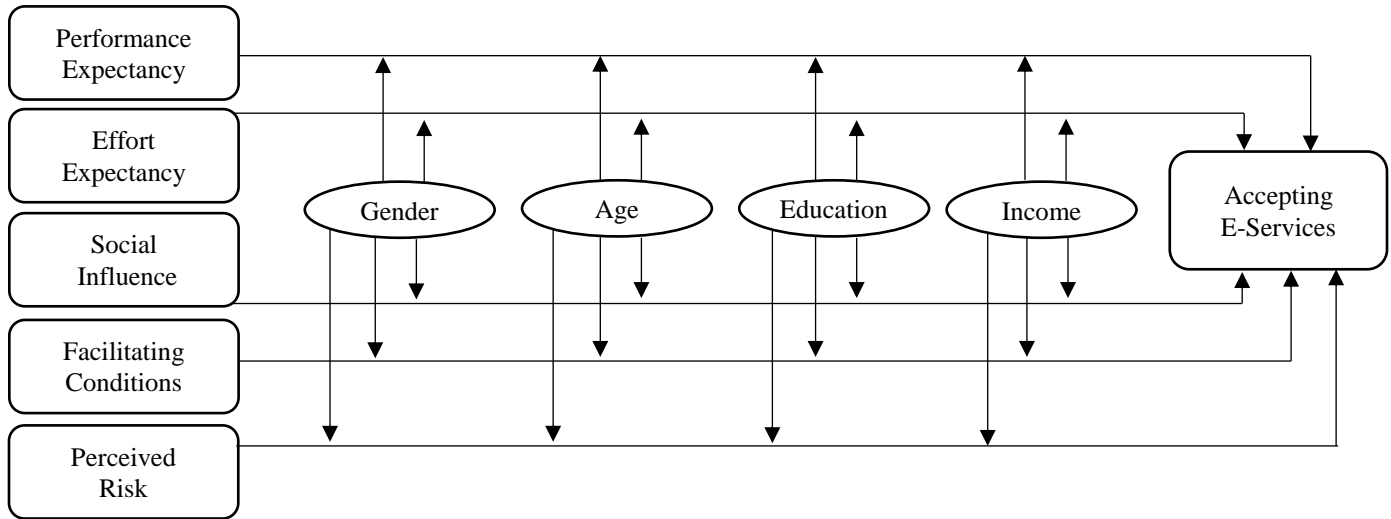 Performance
Expectancy
Effort
Expectancy
Social
Influence
Facilitating
Conditions
Perceived
Risk
Gender
Age
Education
Income
Accepting
E-Services